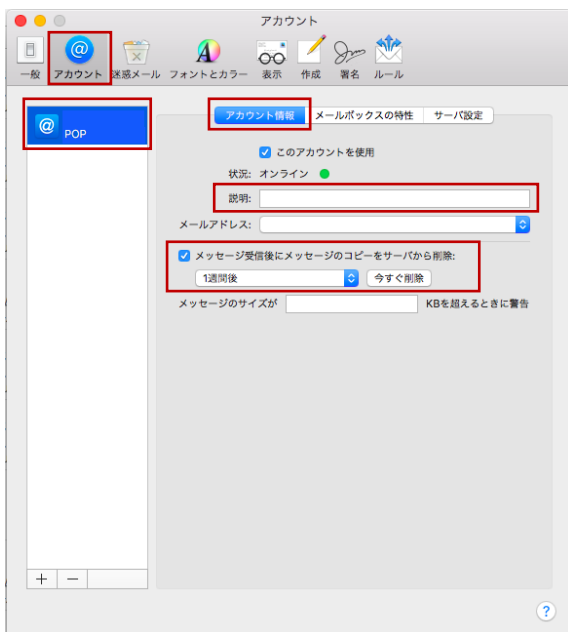 アカウント
一般 アカウント 迷惑メール フォントとカラー 表示 作成 署名 ルール
@ POP
アカウント情報 メールボックスの特性 サーバ設定
このアカウントを使用
状況: オンライン
説明:
メールアドレス:
メッセージ受信後にメッセージのコピーをサーバから削除:
1週間後 今すぐ削除
メッセージのサイズが KBを超えるときに警告
+ −
?